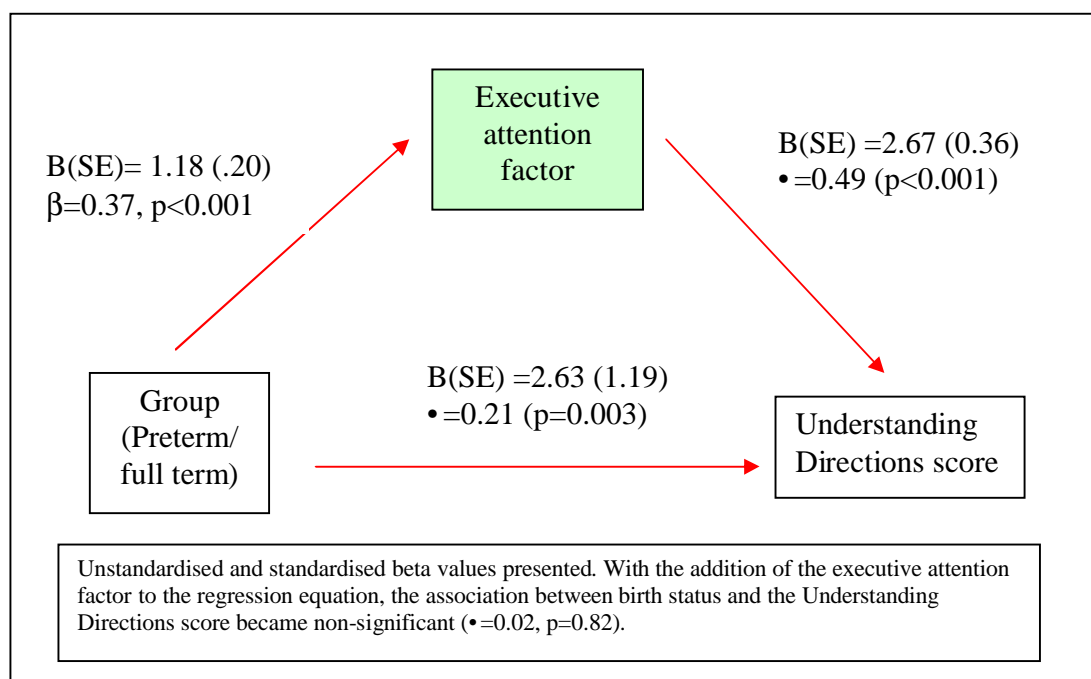 Executive
attention
factor
B(SE)= 1.18 (.20)
β=0.37, p<0.001
B(SE) =2.67 (0.36)
•=0.49 (p<0.001)
B(SE) =2.63 (1.19)
•=0.21 (p=0.003)
Group
(Preterm/
full term)
Understanding
Directions score
Unstandardised and standardised beta values presented. With the addition of the executive attention
factor to the regression equation, the association between birth status and the Understanding
Directions score became non-significant (•=0.02, p=0.82).